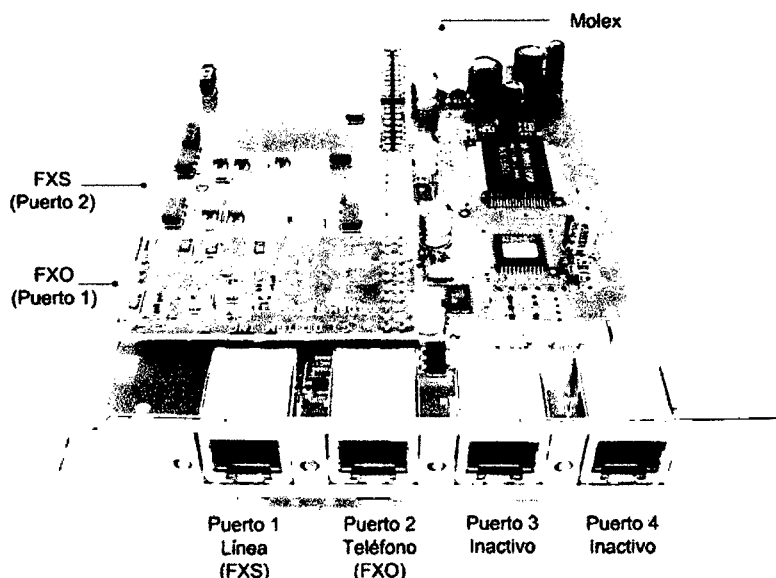 Molex
FXS
(Puerto 2)
FXO
(Puerto 1)
Puerto 1
Línea
(FXS)
Puerto 2
Teléfono
(FXO)
Puerto 3
Inactivo
Puerto 4
Inactivo